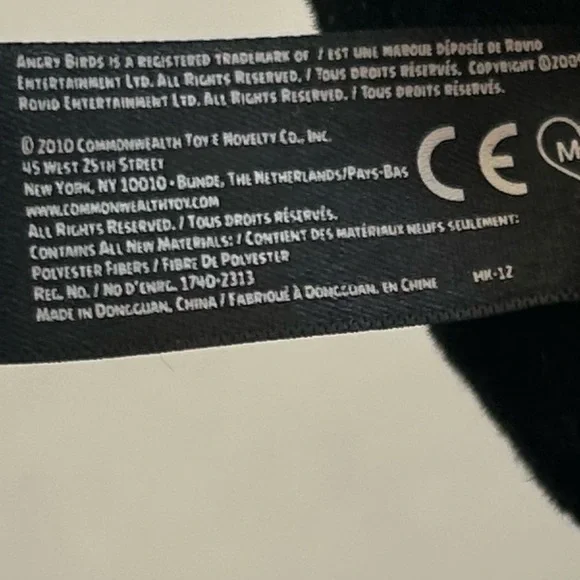 ANGRY BIRDS IS A REGISTERED TRADEMARK OF / EST UNE MARQUE DÉPOSÉE DE ROVIO
ENTERTAINMENT LTD. ALL RIGHTS RESERVED. / TOUS DROITS RÉSERVÉS. COPYRIGHT ©2009
ROVIO ENTERTAINMENT LTD. ALL RIGHTS RESERVED. / TOUS DROITS RÉSERVÉS.
© 2010 COMMONWEALTH TOY & NOVELTY CO., INC.
45 WEST 25TH STREET
NEW YORK, NY 10010 • BUNDE, THE NETHERLANDS/PAYS-BAS
WWW.COMMONWEALTHTOY.COM
ALL RIGHTS RESERVED. / TOUS DROITS RÉSERVÉS.
CONTAINS ALL NEW MATERIALS: / CONTIENT DES MATÉRIAUX NEUFS SEULEMENT:
POLYESTER FIBERS / FIBRE DE POLYESTER
REG. NO. / NO D'ENRG. 1740-2313
MADE IN DONGGUAN, CHINA / FABRIQUÉ À DONGGUAN, EN CHINE
MK-12
CE
M